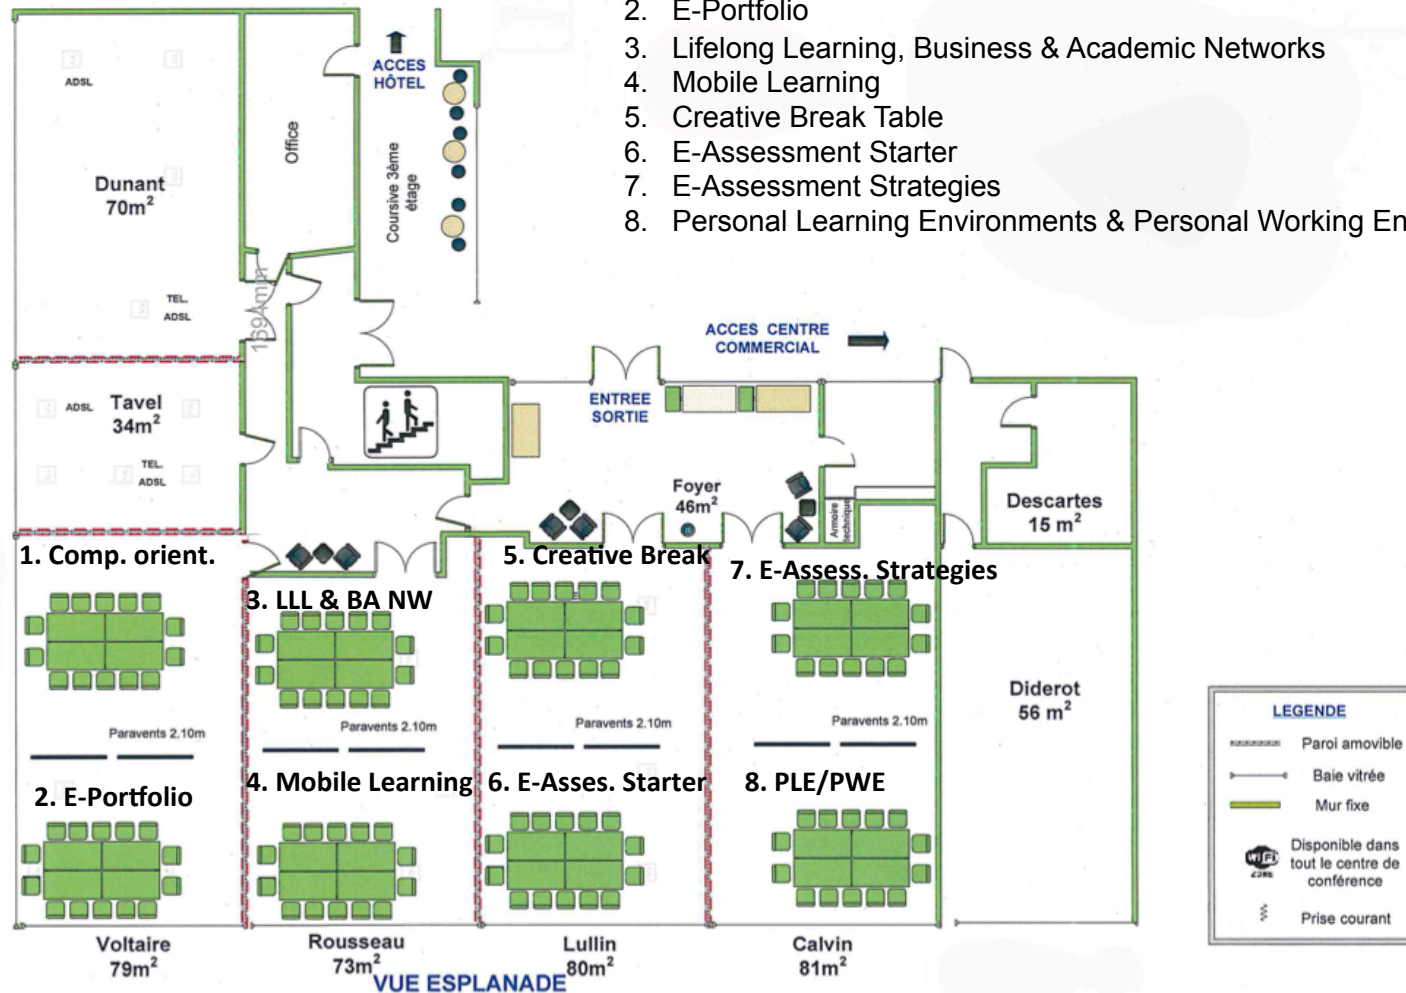 2. E-Portfolio
3. Lifelong Learning, Business & Academic Networks
4. Mobile Learning
5. Creative Break Table
6. E-Assessment Starter
7. E-Assessment Strategies
8. Personal Learning Environments & Personal Working En
ACCES
HÔTEL
ADSL
Office
Coursive 3ème
étage
Dunant
70m²
TEL.
ADSL
1694mm
ACCES CENTRE
COMMERCIAL
ENTREE
SORTIE
ADSL
Tavel
34m²
TEL.
ADSL
Foyer
46m²
Armoire
technique
Descartes
15 m²
1. Comp. orient.
5. Creative Break
7. E-Assess. Strategies
3. LLL & BA NW
Diderot
56 m²
Paravents 2.10m
Paravents 2.10m
Paravents 2.10m
Paravents 2.10m
2. E-Portfolio
4. Mobile Learning
6. E-Asses. Starter
8. PLE/PWE
LEGENDE
Paroi amovible
Baie vitrée
Mur fixe
WiFi
ZONE
Disponible dans
tout le centre de
conférence
Prise courant
Voltaire
79m²
Rousseau
73m²
Lullin
80m²
Calvin
81m²
VUE ESPLANADE